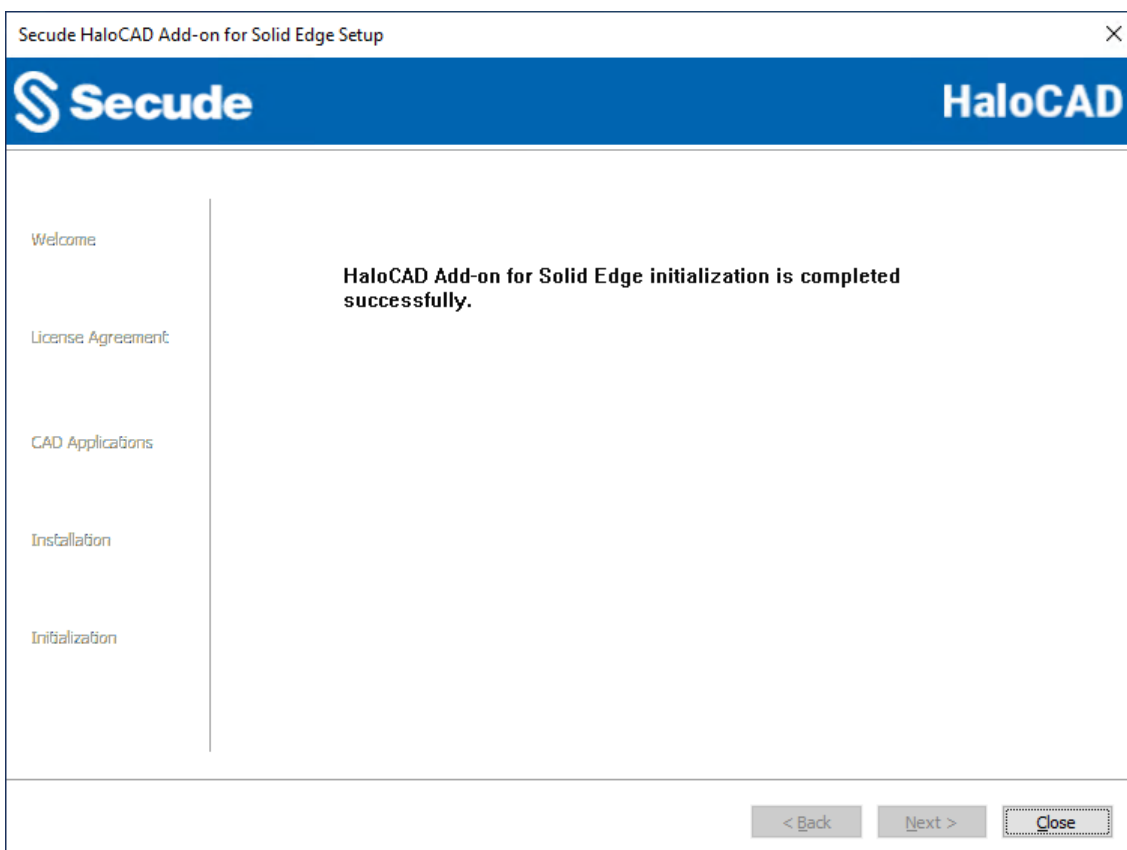 Secude HaloCAD Add-on for Solid Edge Setup
Secude
HaloCAD
Welcome
License Agreement
CAD Applications
Installation
Initialization
HaloCAD Add-on for Solid Edge initialization is completed
successfully.
< Back
Next >
Close